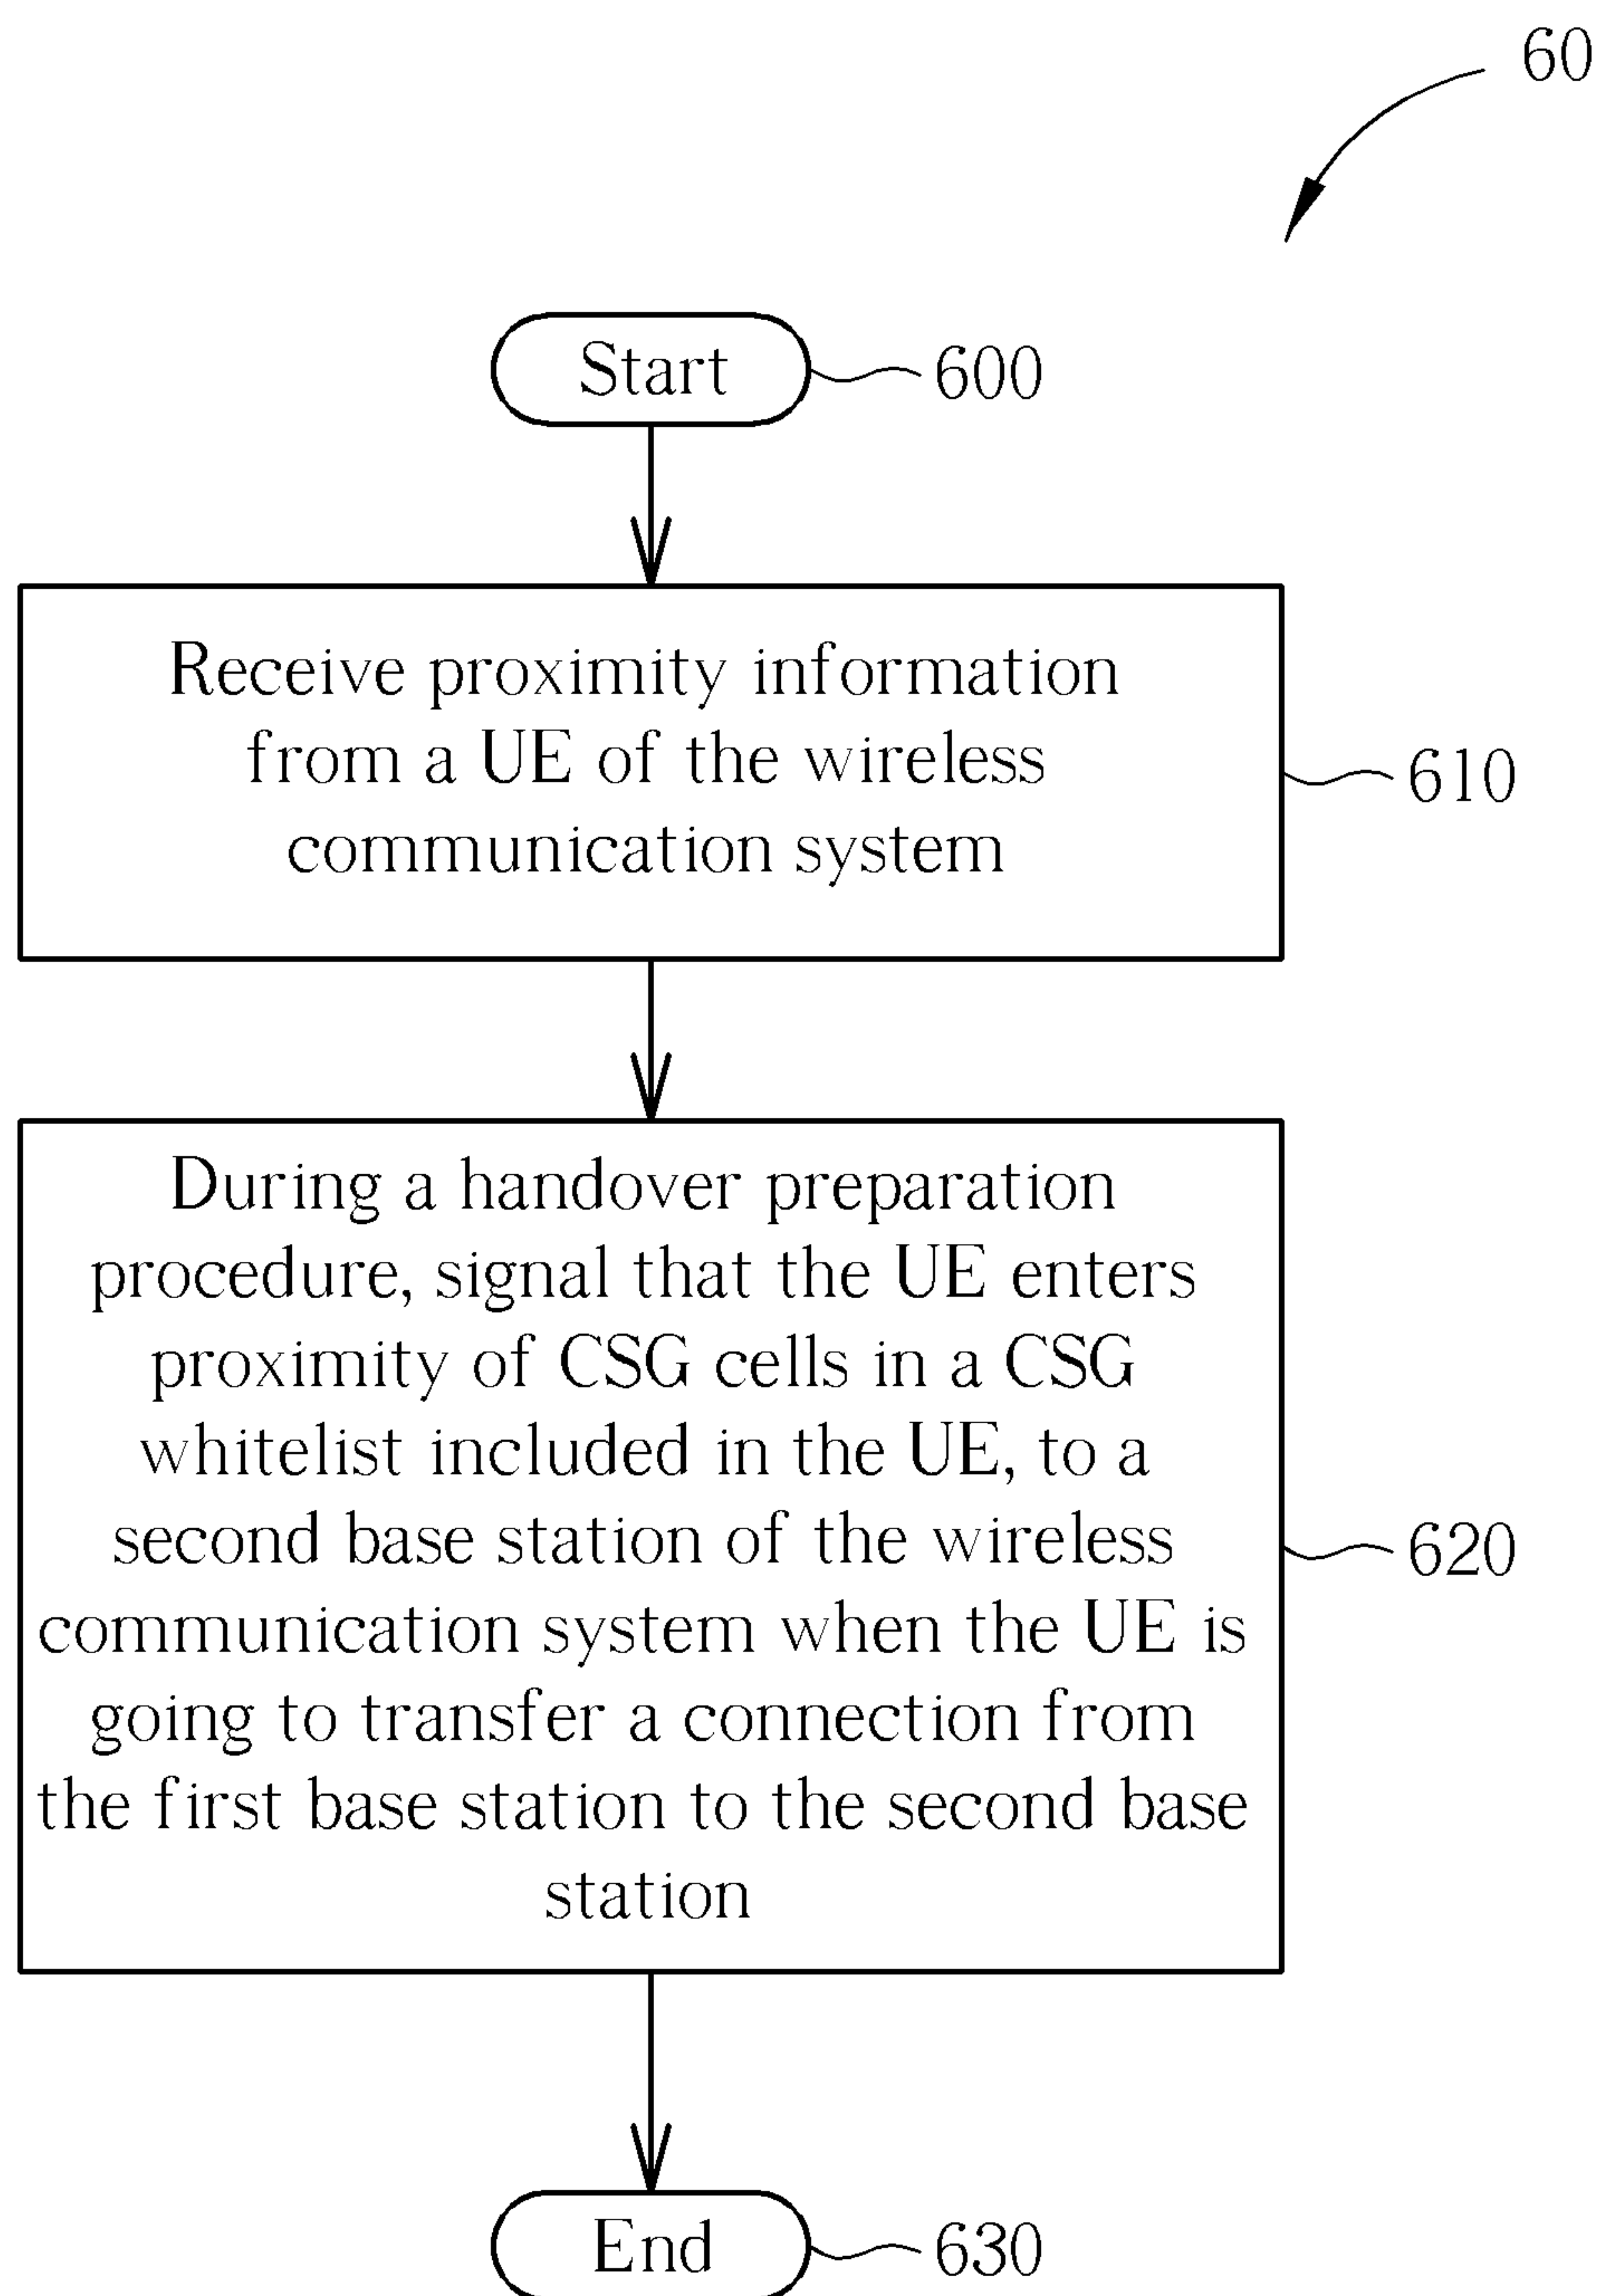 60
Start
600
Receive proximity information
from a UE of the wireless
communication system
610
During a handover preparation
procedure, signal that the UE enters
proximity of CSG cells in a CSG
whitelist included in the UE, to a
second base station of the wireless
communication system when the UE is
going to transfer a connection from
the first base station to the second base
station
620
End
630